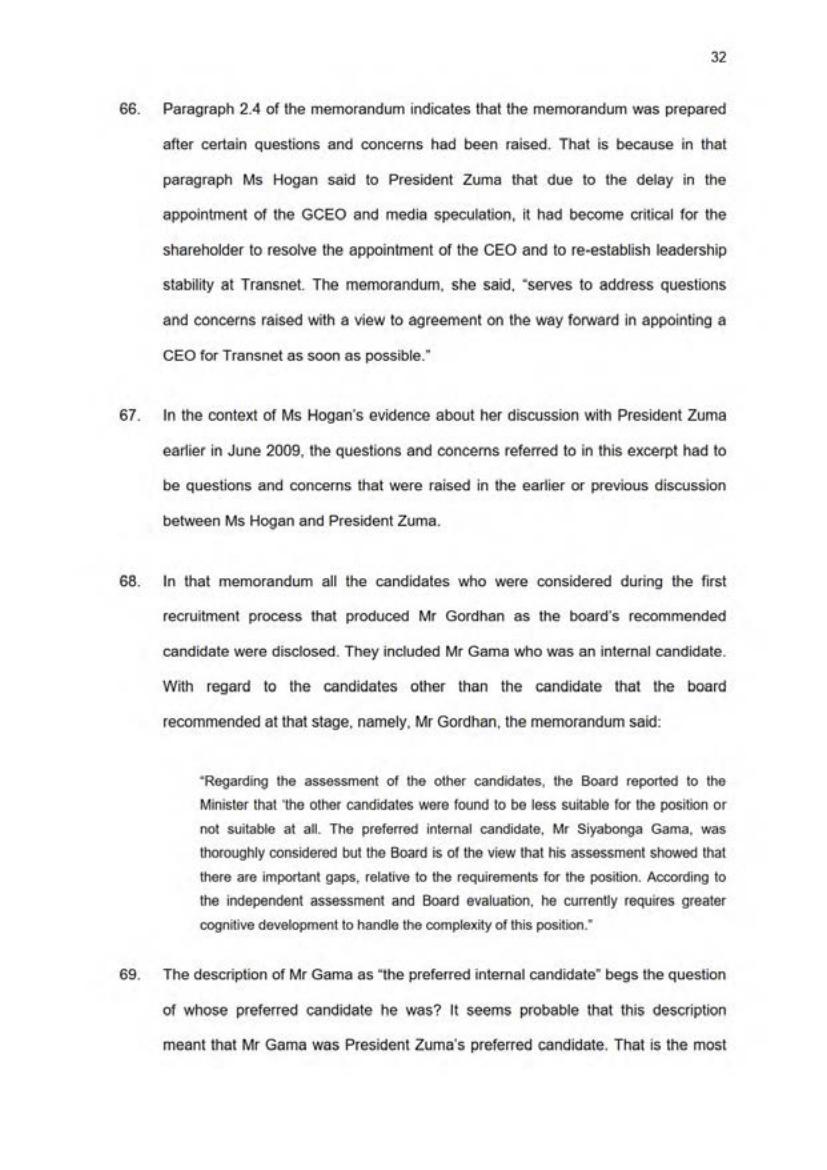 32
66. Paragraph 2.4 of the memorandum indicates that the memorandum was prepared
after certain questions and concerns had been raised. That is because in that
paragraph Ms Hogan said to President Zuma that due to the delay in the
appointment of the GCEO and media speculation, it had become critical for the
shareholder to resolve the appointment of the CEO and to re-establish leadership
stability at Transnet. The memorandum, she said, "serves to address questions
and concerns raised with a view to agreement on the way forward in appointing a
CEO for Transnet as soon as possible."
67. In the context of Ms Hogan's evidence about her discussion with President Zuma
earlier in June 2009, the questions and concerns referred to in this excerpt had to
be questions and concerns that were raised in the earlier or previous discussion
between Ms Hogan and President Zuma.
68. In that memorandum all the candidates who were considered during the first
recruitment process that produced Mr Gordhan as the board's recommended
candidate were disclosed. They included Mr Gama who was an internal candidate.
With regard to the candidates other than the candidate that the board
recommended at that stage, namely, Mr Gordhan, the memorandum said:
"Regarding the assessment of the other candidates, the Board reported to the
Minister that 'the other candidates were found to be less suitable for the position or
not suitable at all. The preferred internal candidate, Mr Siyabonga Gama, was
thoroughly considered but the Board is of the view that his assessment showed that
there are important gaps, relative to the requirements for the position. According to
the independent assessment and Board evaluation, he currently requires greater
cognitive development to handle the complexity of this position."
69. The description of Mr Gama as "the preferred internal candidate" begs the question
of whose preferred candidate he was? It seems probable that this description
meant that Mr Gama was President Zuma's preferred candidate. That is the most